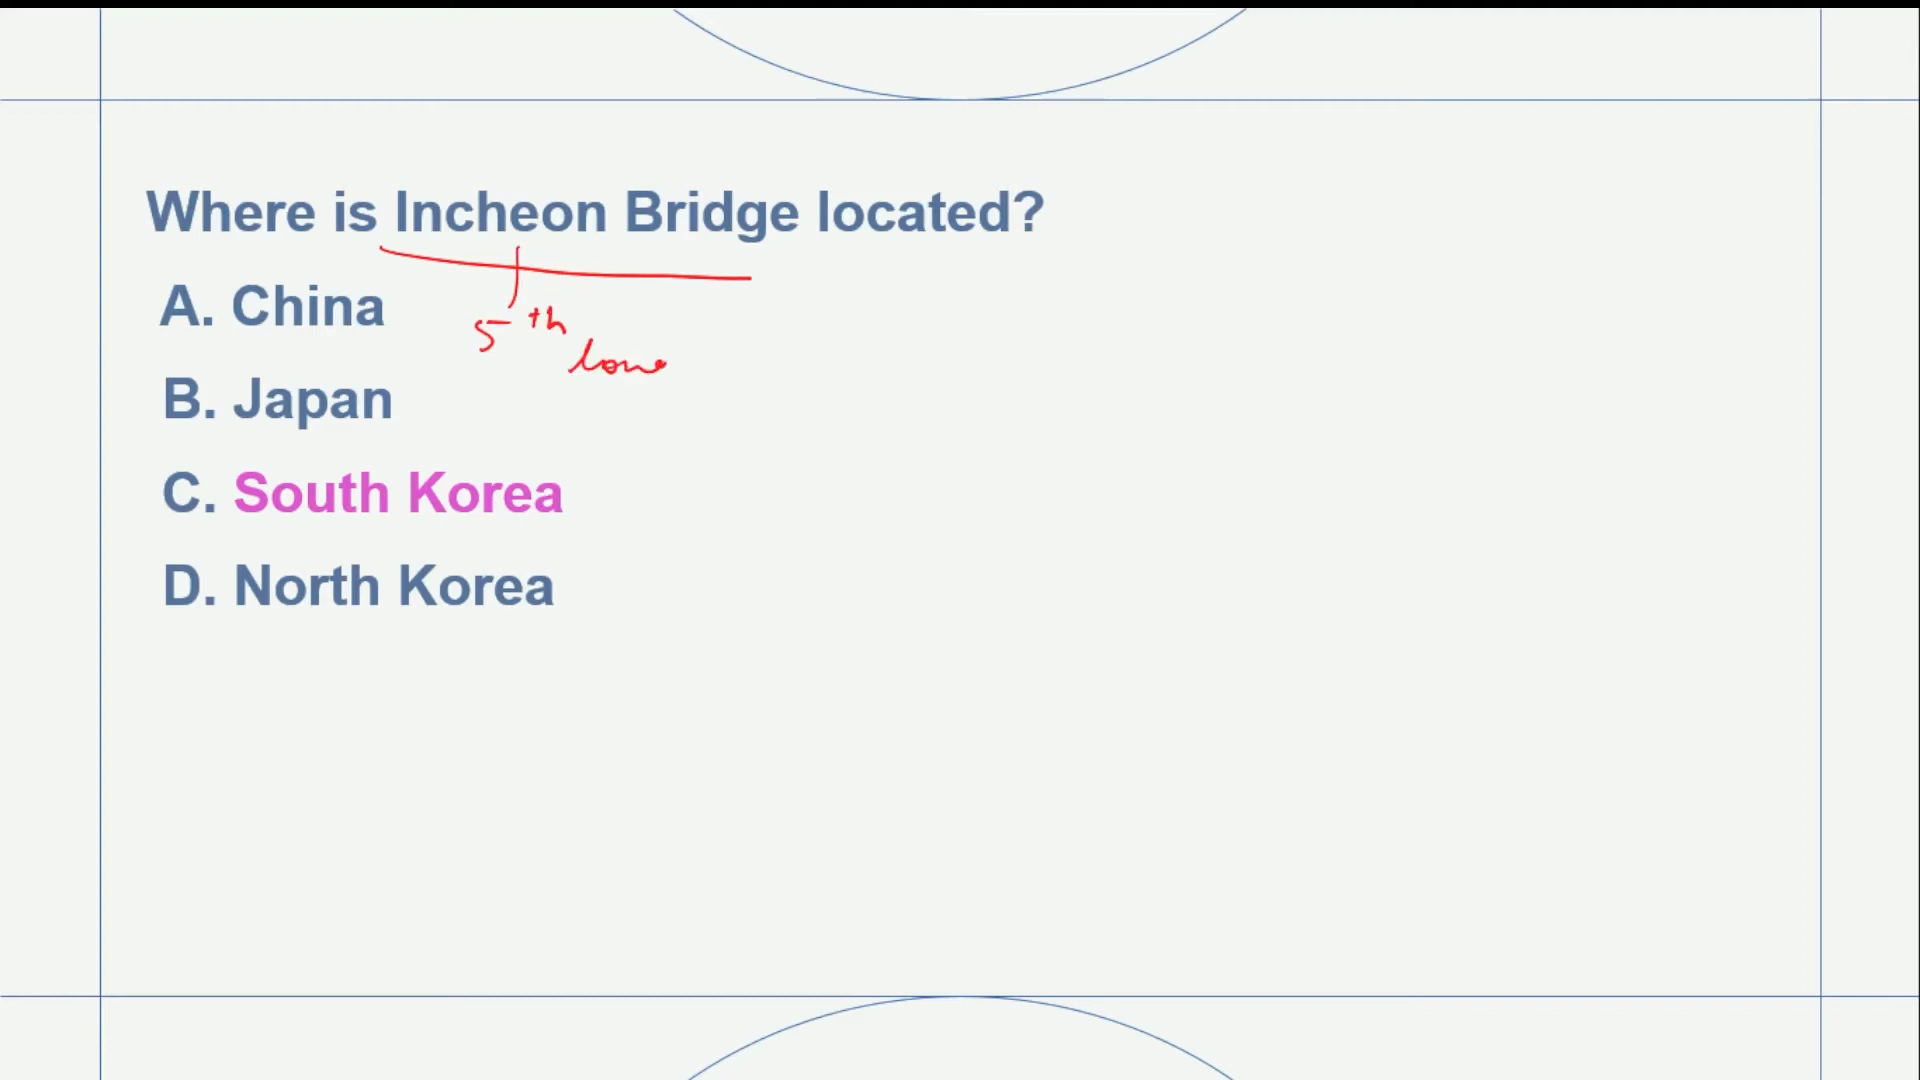 Where is Incheon Bridge located?
A. China
5th
B. Japan
C. South Korea
D. North Korea